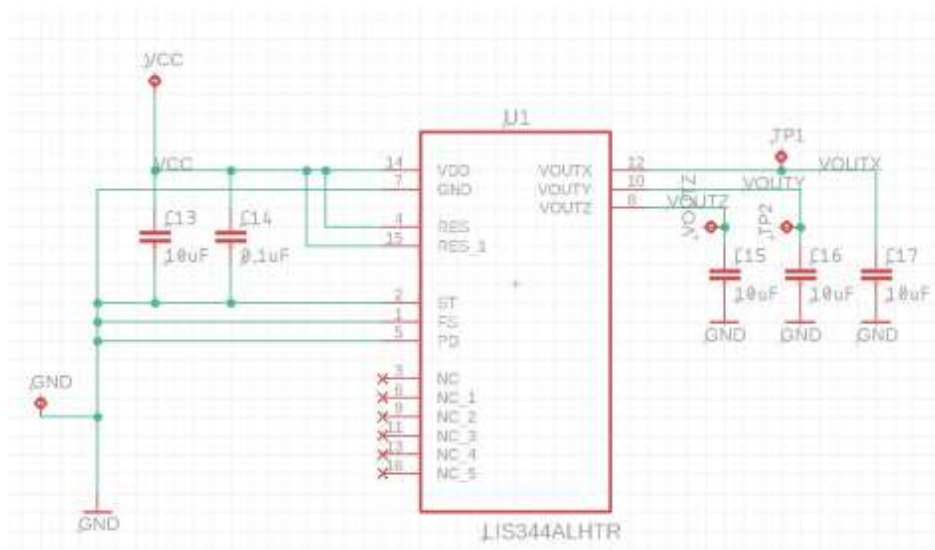 VCC
U1
TP1
VCC
14
VDD
VOUTX
12
VOUTX
7
GND
VOUTY
10
VOUTY
VOUTZ
8
VOUTZ
VOUTZ
TP2
4
RES
15
RES_1
C13
10uF
C14
0.1uF
C15
10uF
C16
10uF
C17
10uF
2
ST
1
FS
5
PD
GND
GND
GND
3
NC
6
NC_1
9
NC_2
11
NC_3
13
NC_4
16
NC_5
GND
GND
LIS344ALHTR